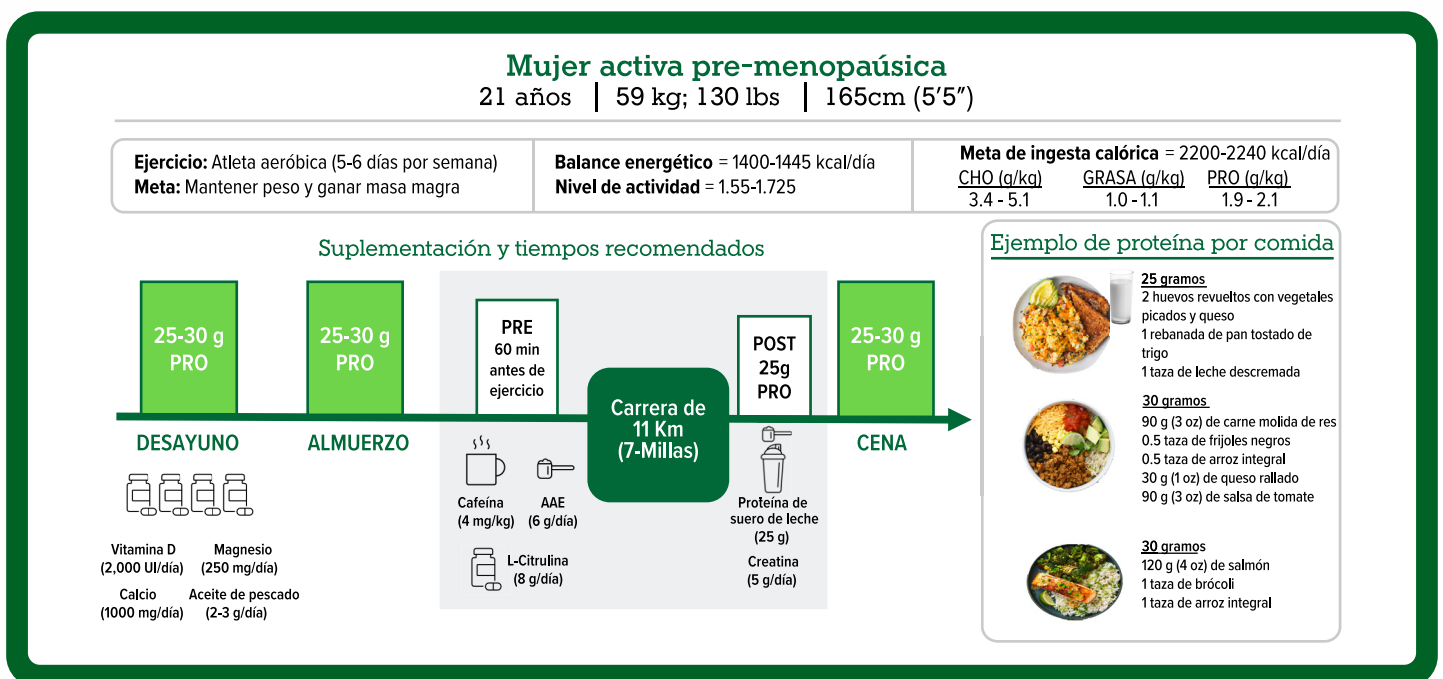 Mujer activa pre-menopaúsica
21 años | 59 kg; 130 lbs | 165cm (5’5”)
Ejercicio: Atleta aeróbica (5-6 días por semana)
Meta: Mantener peso y ganar masa magra
Balance energético = 1400-1445 kcal/día
Nivel de actividad = 1.55-1.725
Meta de ingesta calórica = 2200-2240 kcal/día
CHO (g/kg) GRASA (g/kg) PRO (g/kg)
3.4 - 5.1 1.0 - 1.1 1.9 - 2.1
Suplementación y tiempos recomendados
25-30 g
PRO
DESAYUNO
Vitamina D
(2,000 UI/día)
Magnesio
(250 mg/día)
Calcio
(1000 mg/día)
Aceite de pescado
(2-3 g/día)
25-30 g
PRO
ALMUERZO
PRE
60 min
antes de
ejercicio
Cafeína
(4 mg/kg)
AAE
(6 g/día)
L-Citrulina
(8 g/día)
Carrera de
11 Km
(7-Millas)
POST
25g
PRO
Proteína de
suero de leche
(25 g)
Creatina
(5 g/día)
25-30 g
PRO
CENA
Ejemplo de proteína por comida
25 gramos
2 huevos revueltos con vegetales
picados y queso
1 rebanada de pan tostado de
trigo
1 taza de leche descremada
30 gramos
90 g (3 oz) de carne molida de res
0.5 taza de frijoles negros
0.5 taza de arroz integral
30 g (1 oz) de queso rallado
90 g (3 oz) de salsa de tomate
30 gramos
120 g (4 oz) de salmón
1 taza de brócoli
1 taza de arroz integral